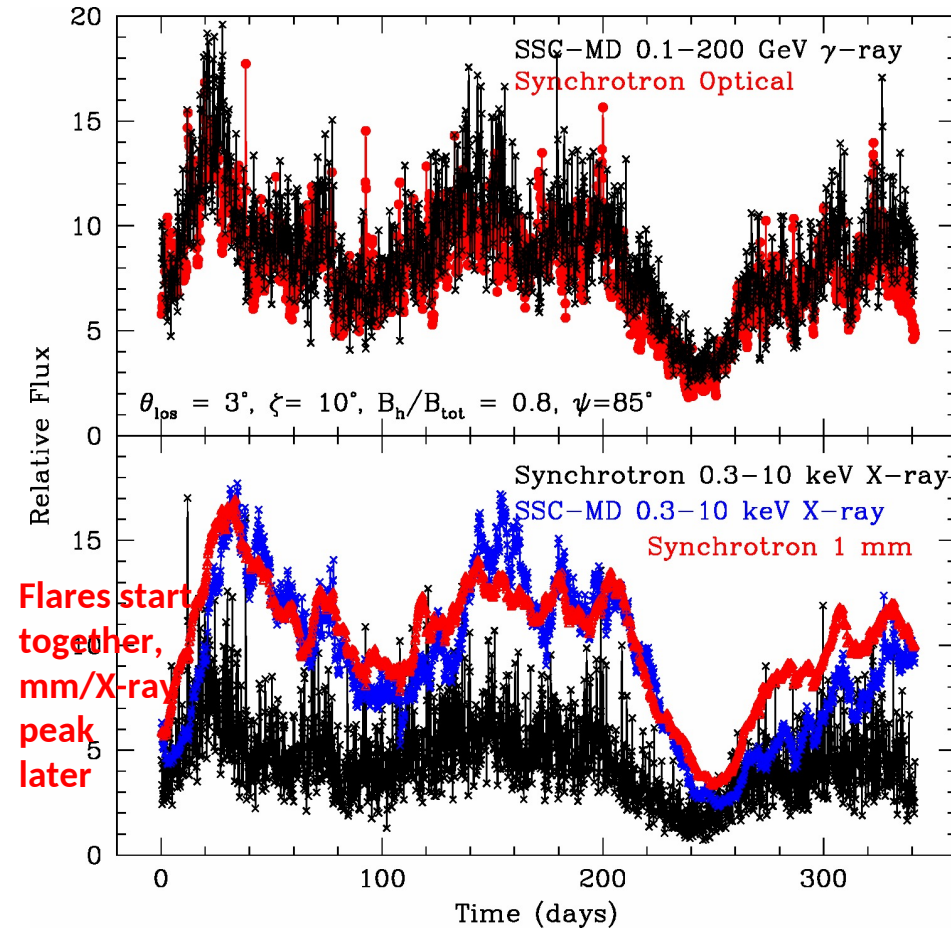 20
SSC-MD 0.1−200 GeV γ-ray
Synchrotron Optical
15
10
5
θlos = 3°, ζ= 10°, Bh/Btot = 0.8, ψ=85°
0
Relative Flux
Synchrotron 0.3−10 keV X-ray
SSC-MD 0.3−10 keV X-ray
Synchrotron 1 mm
15
Flares start
together,
mm/X-ray
peak
later
10
5
0
0 100 200 300
Time (days)